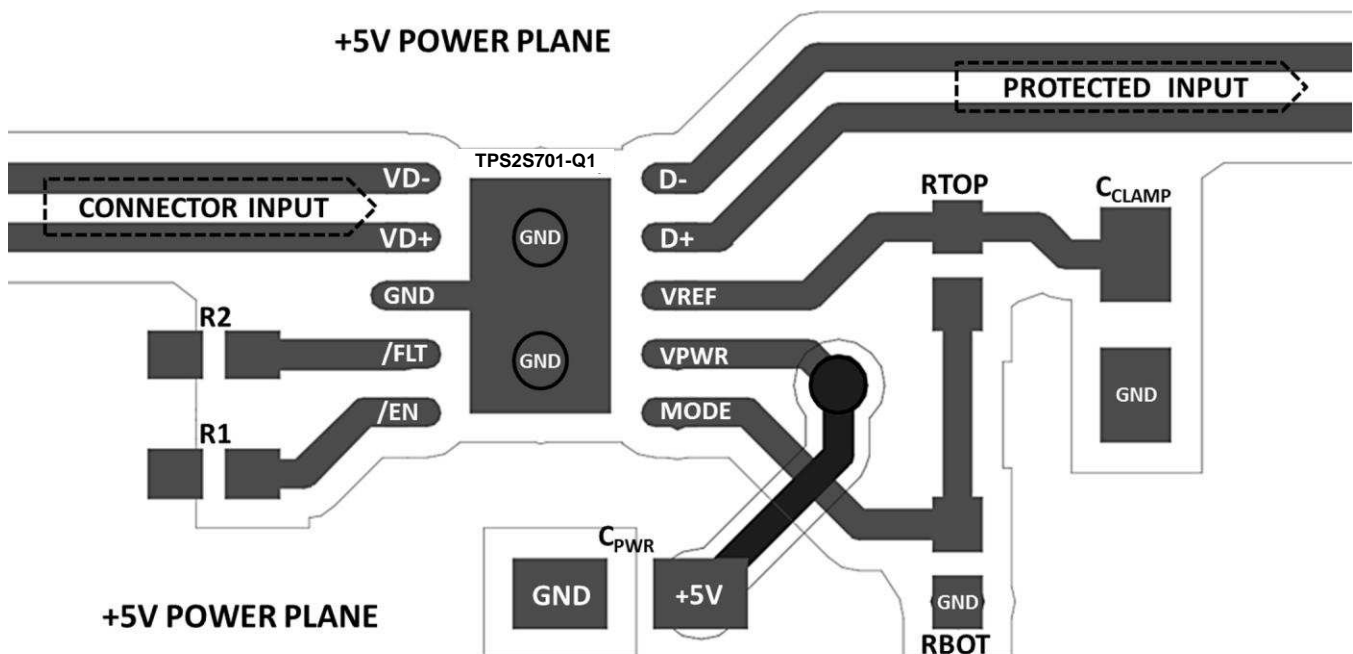 +5V POWER PLANE
PROTECTED INPUT
TPS2S701-Q1
VD-
D-
CONNECTOR INPUT
RTOP
CCLAMP
VD+
GND
D+
GND
VREF
R2
/FLT
GND
VPWR
GND
/EN
MODE
R1
CPWR
GND
+5V
GND
+5V POWER PLANE
RBOT